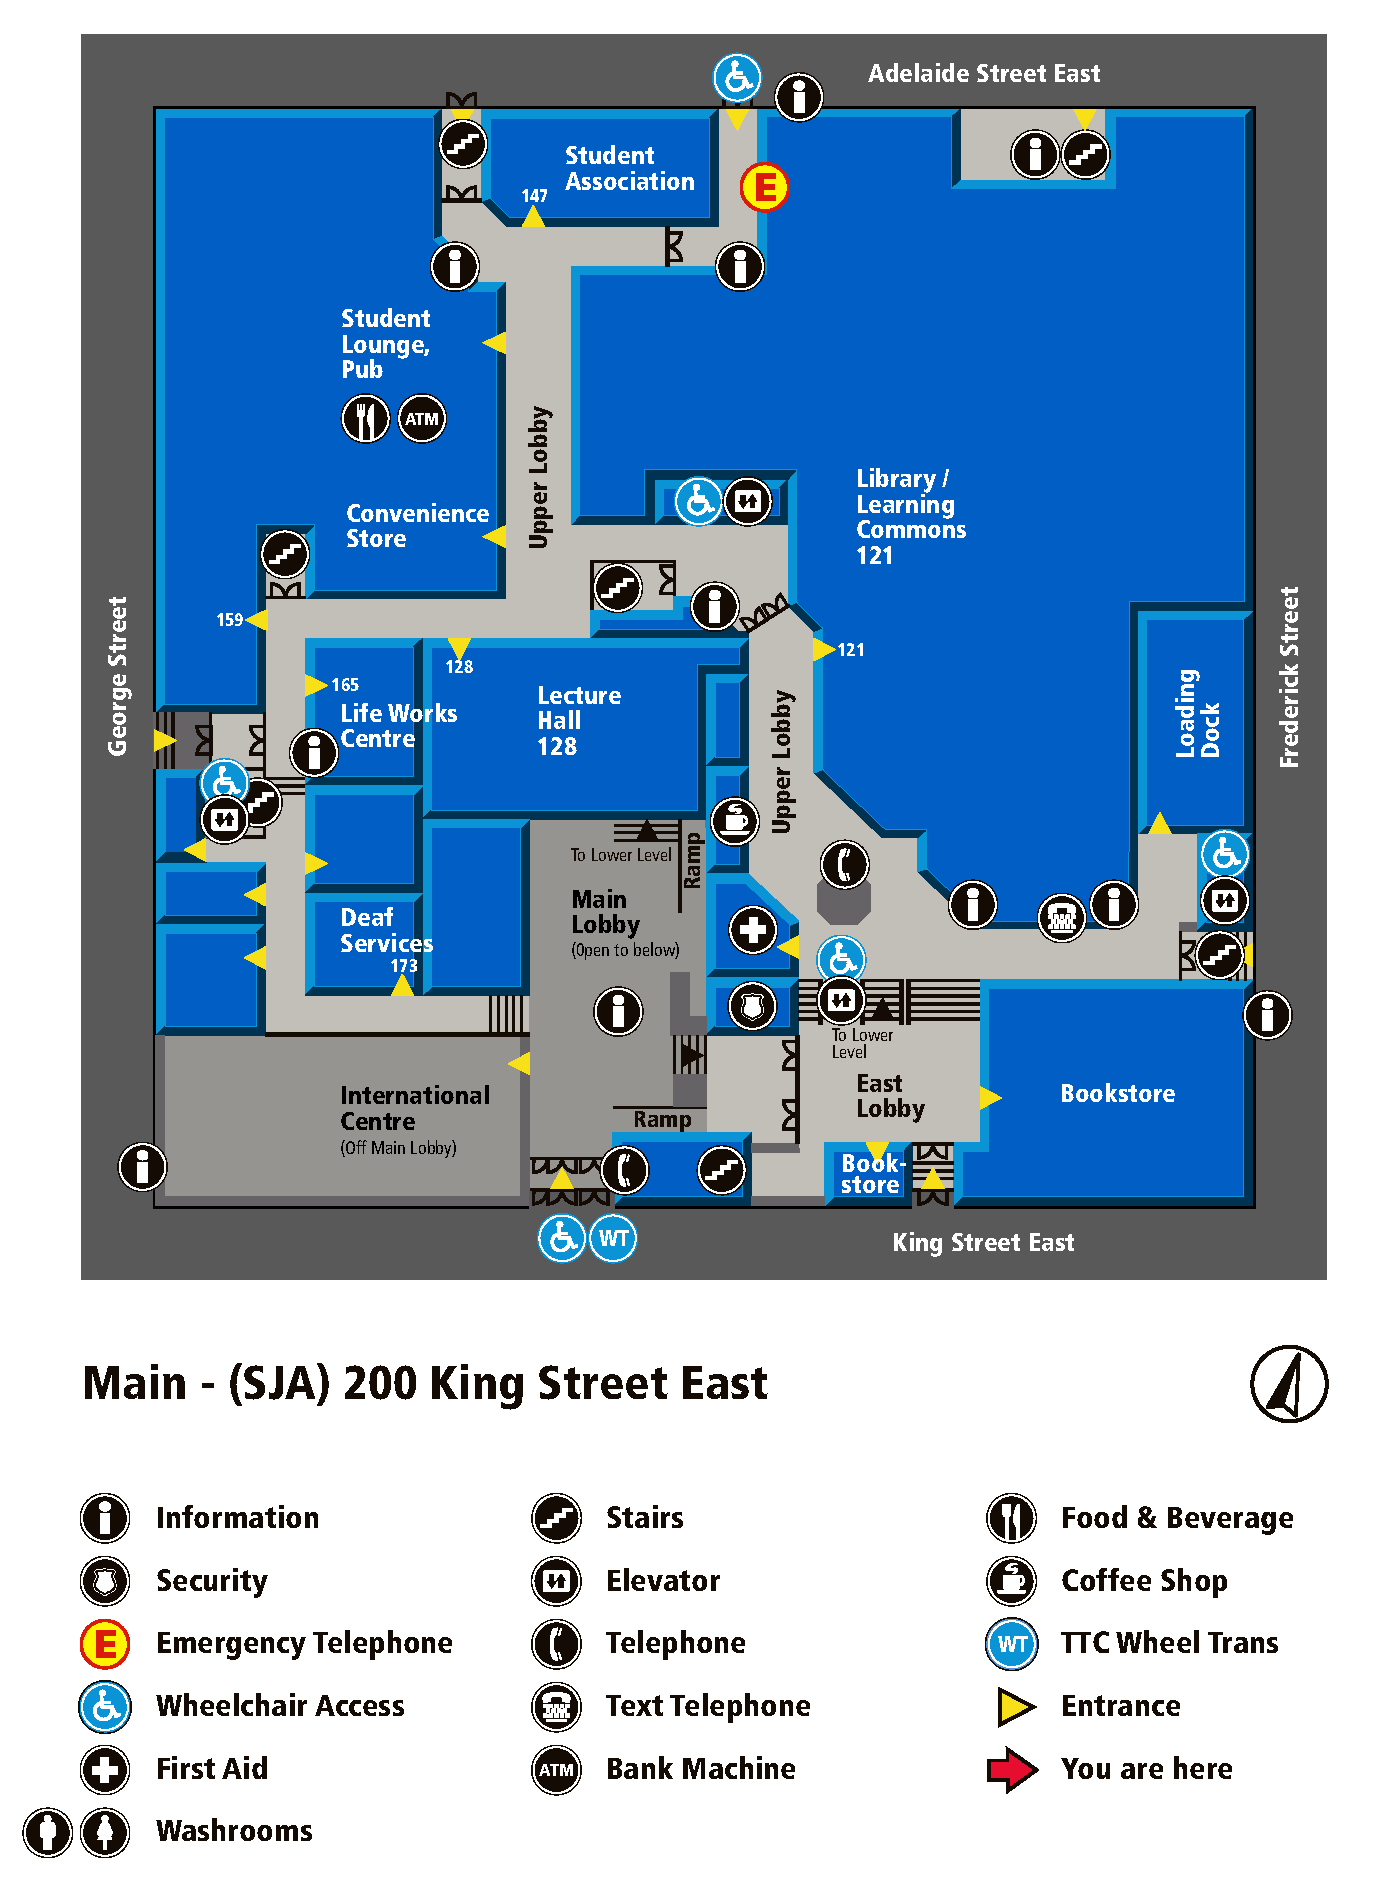 Adelaide Street East
Student
Association
147
E
Student
Lounge,
Pub
ATM
Upper Lobby
Convenience
Store
Library /
Learning
Commons
121
George Street
159
Frederick Street
128
121
165
Life Works
Centre
Lecture
Hall
128
Loading
Dock
Upper Lobby
To Lower Level
Ramp
Main
Lobby
(Open to below)
Deaf
Services
173
To Lower
Level
East
Lobby
Bookstore
International
Centre
(Off Main Lobby)
Ramp
Book-
store
WT
King Street East
Main - (SJA) 200 King Street East
Information
Stairs
Food & Beverage
Security
Elevator
Coffee Shop
E Emergency Telephone
Telephone
WT TTC Wheel Trans
Wheelchair Access
Text Telephone
Entrance
First Aid
ATM Bank Machine
You are here
Washrooms